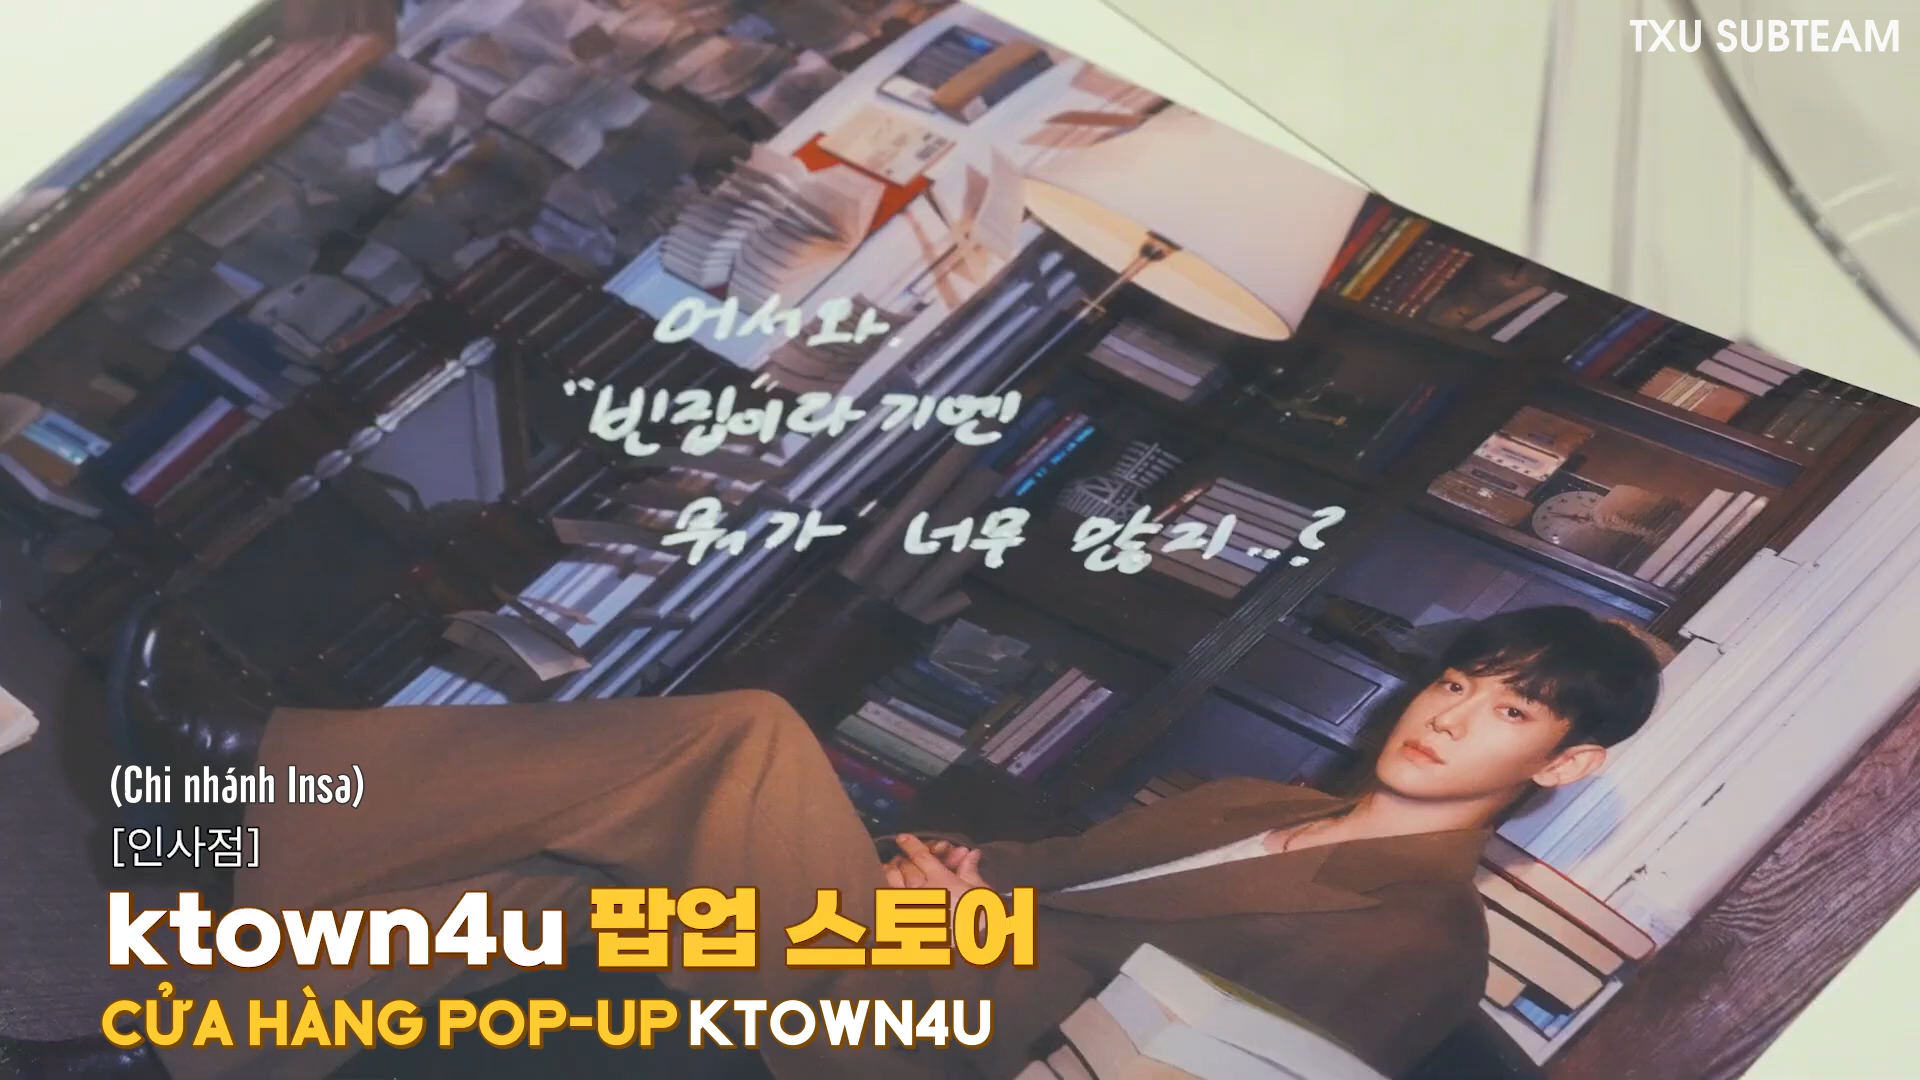 TXU SUBTEAM
어서와.
"빈집"이라기엔
뭐가 너무 많지..?
(Chi nhánh Insa)
[인사점]
ktown4u 팝업 스토어
CỬA HÀNG POP-UP KTOWN4U